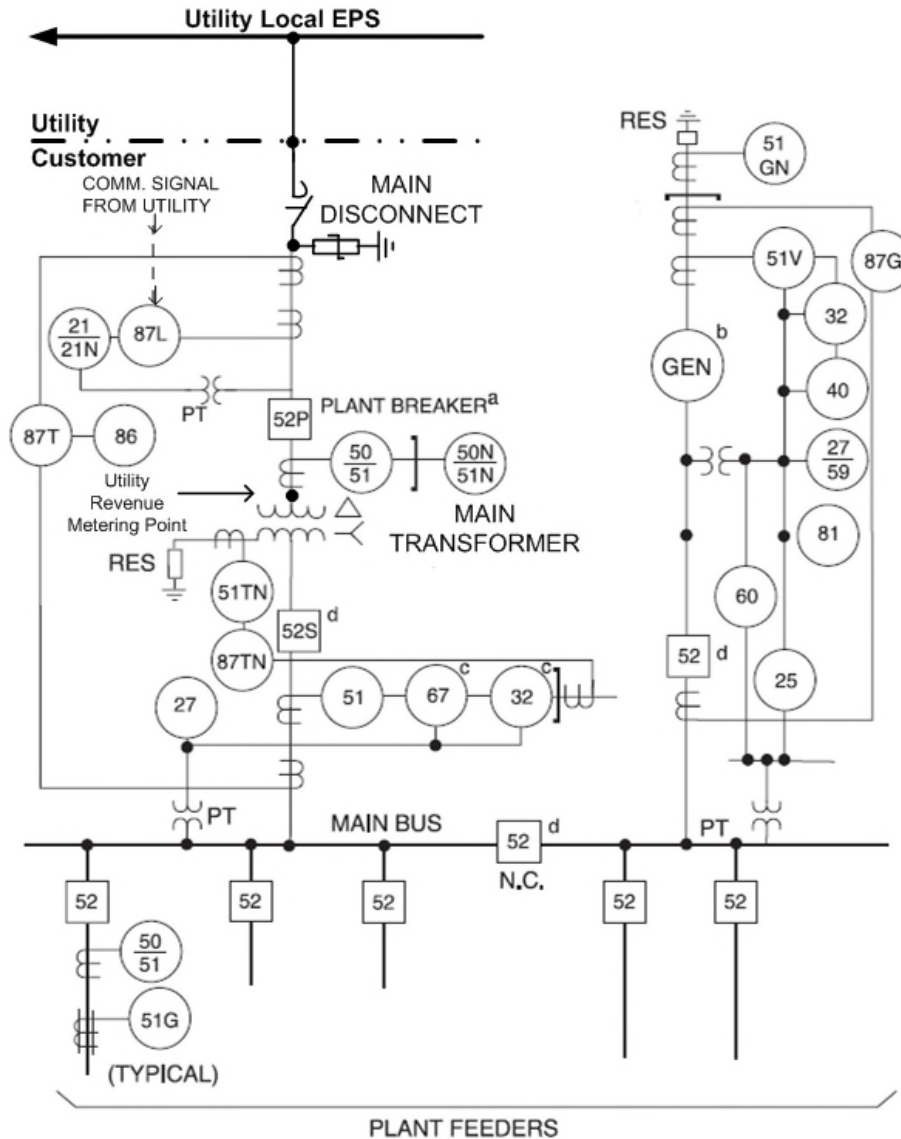 Utility Local EPS
Utility
Customer
COMM. SIGNAL
FROM UTILITY
MAIN
DISCONNECT
21
21N
87L
PT
52P
PLANT BREAKERa
87T
86
50
51
50N
51N
Utility
Revenue
Metering Point
MAIN
TRANSFORMER
RES
51TN
52S
d
87TN
27
51
67
c
32
c
PT
MAIN BUS
52
d
N.C.
RES
51
GN
51V
87G
32
GEN
b
40
27
59
81
60
52
d
25
PT
52
52
52
52
52
50
51
51G
(TYPICAL)
PLANT FEEDERS